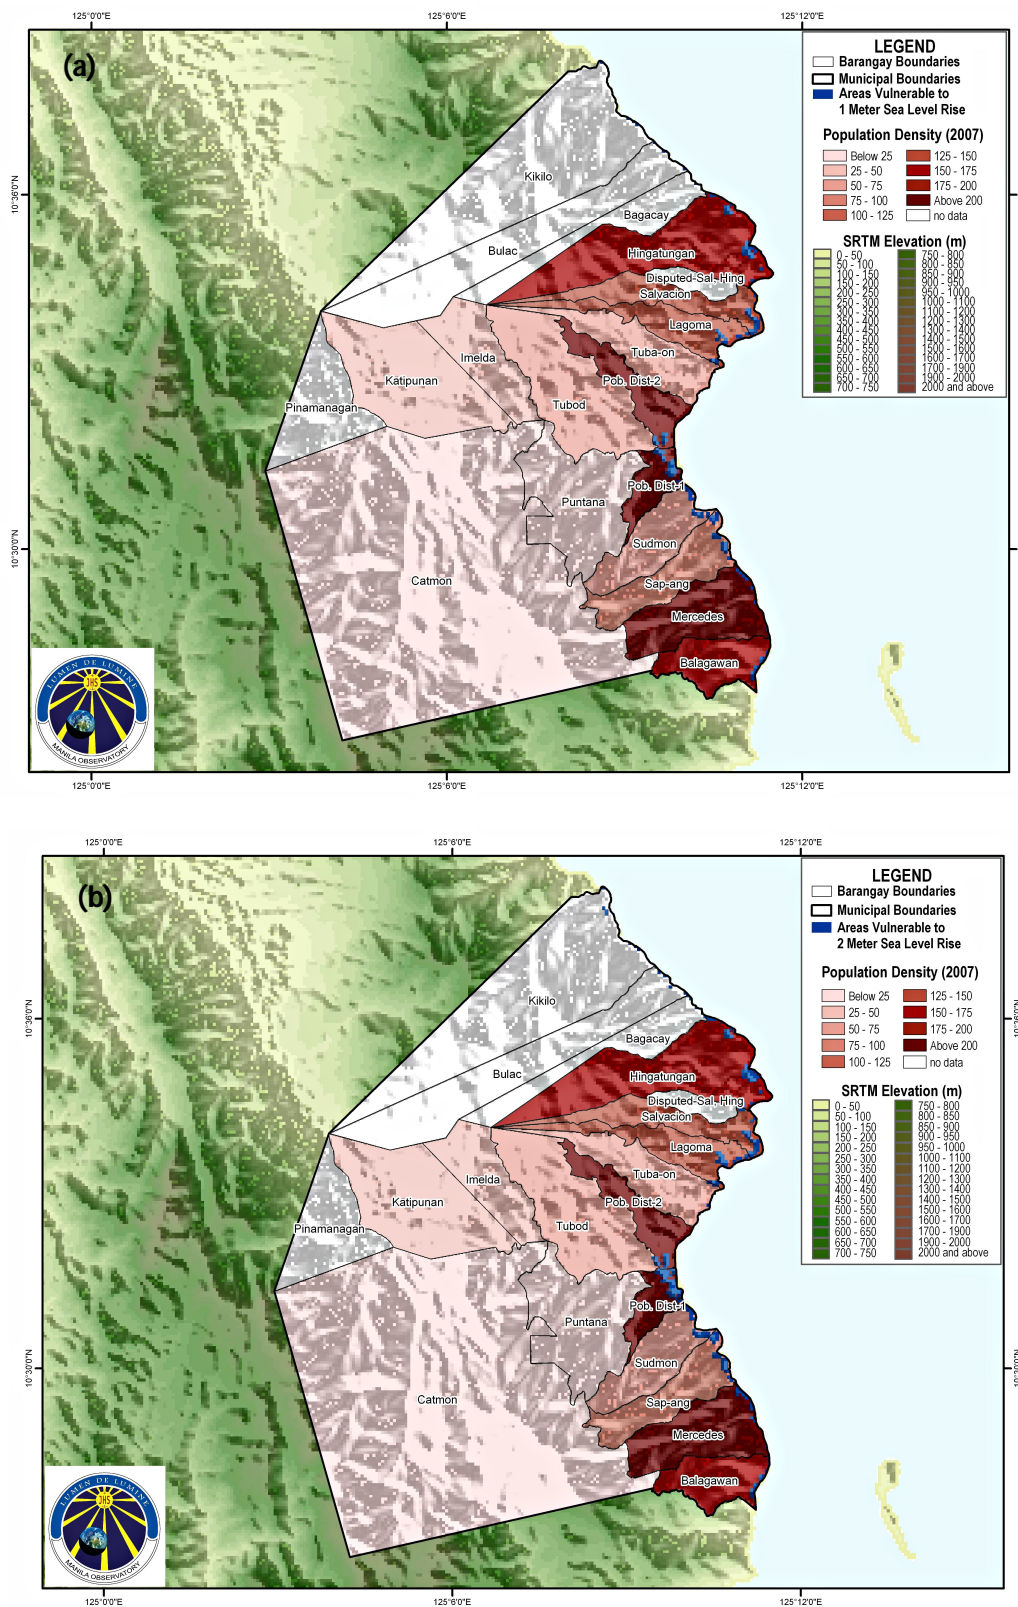 125°0'0"E 125°6'0"E 125°12'0"E
(a)
LEGEND
Barangay Boundaries
Municipal Boundaries
Areas Vulnerable to
1 Meter Sea Level Rise
Population Density (2007)
Below 25 125 - 150
25 - 50 150 - 175
50 - 75 175 - 200
75 - 100 Above 200
100 - 125 no data
SRTM Elevation (m)
0 - 50 750 - 800
50 - 100 800 - 850
100 - 150 850 - 900
150 - 200 900 - 950
200 - 250 950 - 1000
250 - 300 1000 - 1100
300 - 350 1100 - 1200
350 - 400 1200 - 1300
400 - 450 1300 - 1400
450 - 500 1400 - 1500
500 - 550 1500 - 1600
550 - 600 1600 - 1700
600 - 650 1700 - 1900
650 - 700 1900 - 2000
700 - 750 2000 and above
10°36'0"N
Kikilo
Bagacay
Bulac
Hingatungan
Disputed-Sal, Hing
Salvacion
Lagoma
Tuba-on
Imelda
Katipunan
Pob. Dist-2
Pinamanagan
Tubod
Pob. Dist-1
Puntana
Sudmon
10°30'0"N
Catmon
Sap-ang
Mercedes
Balagawan
LUMEN DE LUMINE
JHS
MANILA OBSERVATORY
125°0'0"E 125°6'0"E 125°12'0"E
125°0'0"E 125°6'0"E 125°12'0"E
(b)
LEGEND
Barangay Boundaries
Municipal Boundaries
Areas Vulnerable to
2 Meter Sea Level Rise
Population Density (2007)
Below 25 125 - 150
25 - 50 150 - 175
50 - 75 175 - 200
75 - 100 Above 200
100 - 125 no data
SRTM Elevation (m)
0 - 50 750 - 800
50 - 100 800 - 850
100 - 150 850 - 900
150 - 200 900 - 950
200 - 250 950 - 1000
250 - 300 1000 - 1100
300 - 350 1100 - 1200
350 - 400 1200 - 1300
400 - 450 1300 - 1400
450 - 500 1400 - 1500
500 - 550 1500 - 1600
550 - 600 1600 - 1700
600 - 650 1700 - 1900
650 - 700 1900 - 2000
700 - 750 2000 and above
10°36'0"N 10°36'0"N
Kikilo
Bagacay
Bulac
Hingatungan
Disputed-Sal, Hing
Salvacion
Lagoma
Tuba-on
Imelda
Katipunan
Pob. Dist-2
Pinamanagan
Tubod
Pob. Dist-1
Puntana
Sudmon
10°30'0"N 10°30'0"N
Catmon
Sap-ang
Mercedes
Balagawan
LUMEN DE LUMINE
JHS
MANILA OBSERVATORY
125°0'0"E 125°6'0"E 125°12'0"E